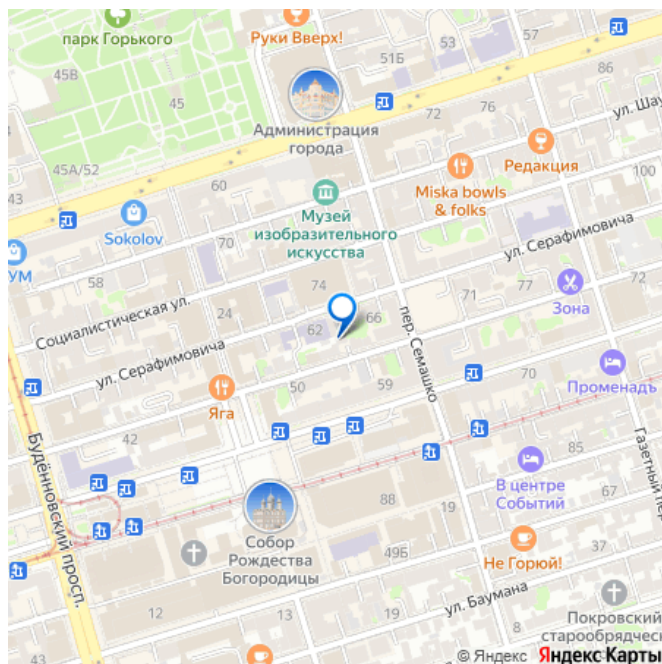 парк Горького
Руки Вверх!
53
57
51Б
86
45В
45
Администрация
города
72
76
ул. Шау
Редакция
45А/52
100
60
Miska bowls
& folks
Музей
изобразительного
искусства
Sokolov
70
ул. Серафимовича
УМ
58
74
71
77
72
Социалистическая ул.
24
62
66
Зона
ул. Серафимовича
пер. Семашко
50
59
70
Променадъ
Яга
42
Будённовский просп.
Газетный пер
85
В центре
Событий
88
67
19
Собор
Рождества
Богородицы
49Б
Не Горюй!
37
12
13
ул. Баумана
Покровский
старообрядчес
© Яндекс Яндекс Карты